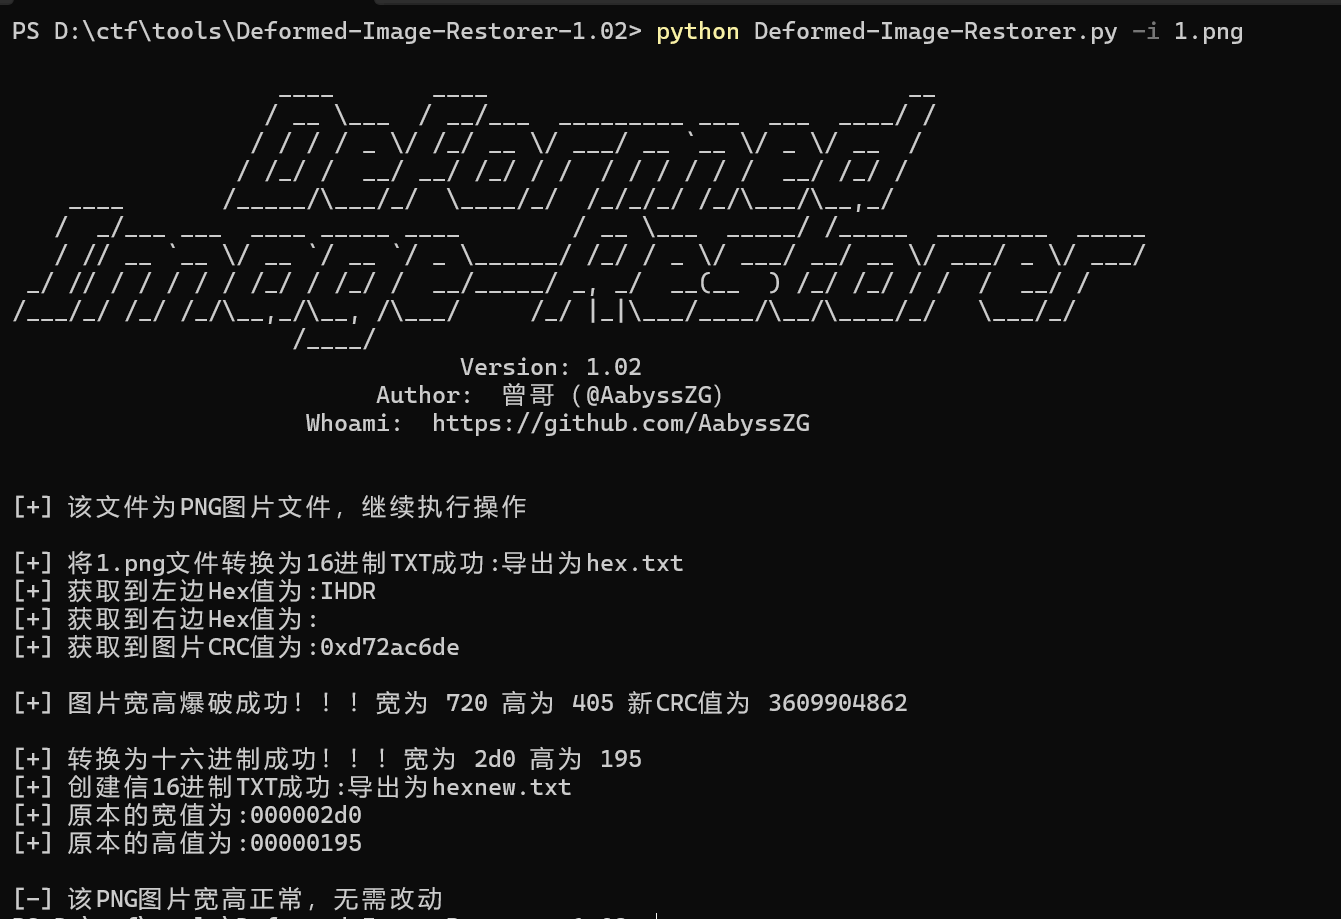 PS D:\ctf\tools\Deformed-Image-Restorer-1.02> python Deformed-Image-Restorer.py -i 1.png
Deformed
Image-Restorer
Version: 1.02
Author:  曾哥 (@AabyssZG)
Whoami:  https://github.com/AabyssZG
[+] 该文件为PNG图片文件, 继续执行操作
[+] 将1.png文件转换为16进制TXT成功:导出为hex.txt
[+] 获取到左边Hex值为:IHDR
[+] 获取到右边Hex值为:
[+] 获取到图片CRC值为:0xd72ac6de
[+] 图片宽高爆破成功! ! ! 宽为 720 高为 405 新CRC值为 3609904862
[+] 转换为十六进制成功! ! ! 宽为 2d0 高为 195
[+] 创建信16进制TXT成功:导出为hexnew.txt
[+] 原本的宽值为:000002d0
[+] 原本的高值为:00000195
[-] 该PNG图片宽高正常, 无需改动